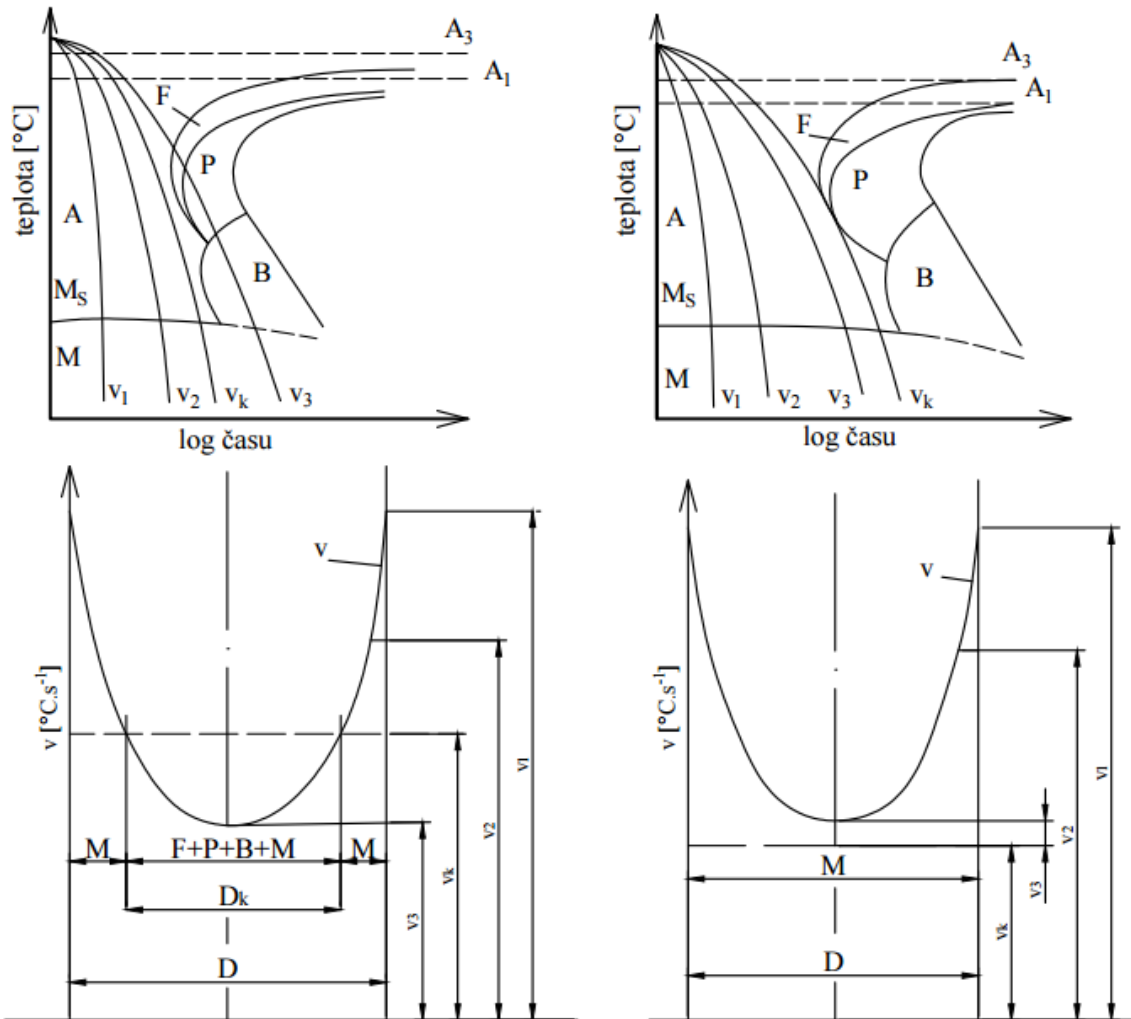 A3
A1
F
P
A
B
MS
M
v1
v2
vk
v3
teplota [°C]
log času
A3
A1
F
P
A
B
MS
M
v1
v2
v3
vk
teplota [°C]
log času
v
v [°C.s-1]
v1
v2
vk
v3
M
F+P+B+M
M
Dk
D
v
v [°C.s-1]
v1
v2
v3
vk
M
D